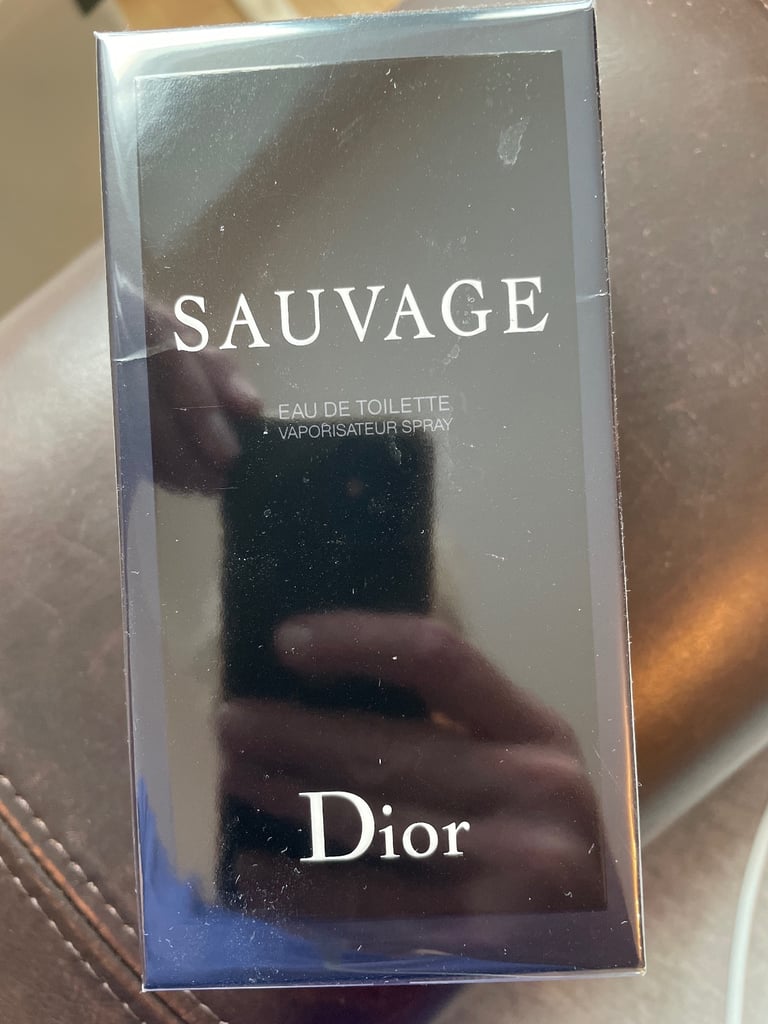 SAUVAGE
EAU DE TOILETTE
VAPORISATEUR SPRAY
Dior